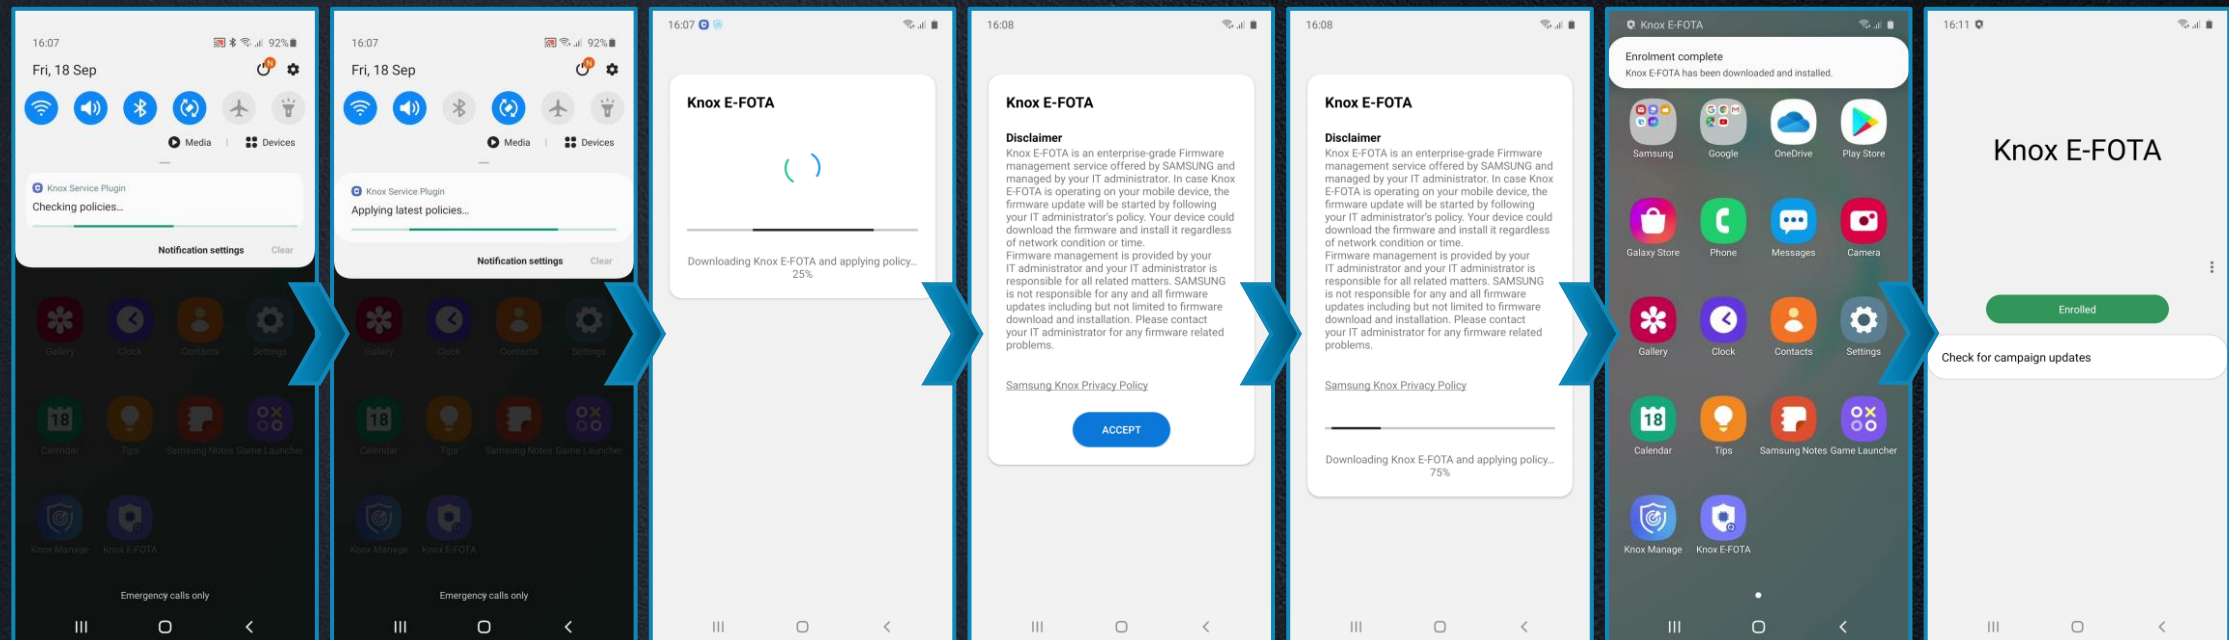 16:07
92%
Fri, 18 Sep
N
Media
Devices
Knox Service Plugin
Checking policies...
Notification settings
Clear
Gallery
Clock
Contacts
Settings
18
Calendar
Tips
Samsung Notes
Game Launcher
Knox Manage
Knox E-FOTA
Emergency calls only
16:07
92%
Fri, 18 Sep
N
Media
Devices
Knox Service Plugin
Applying latest policies...
Notification settings
Clear
Gallery
Clock
Contacts
Settings
18
Calendar
Tips
Samsung Notes
Game Launcher
Knox Manage
Knox E-FOTA
Emergency calls only
16:07
Knox E-FOTA
Downloading Knox E-FOTA and applying policy...
25%
16:08
Knox E-FOTA
Disclaimer
Knox E-FOTA is an enterprise-grade Firmware
management service offered by SAMSUNG and
managed by your IT administrator. In case Knox
E-FOTA is operating on your mobile device, the
firmware update will be started by following
your IT administrator's policy. Your device could
download the firmware and install it regardless
of network condition or time.
Firmware management is provided by your
IT administrator and your IT administrator is
responsible for all related matters. SAMSUNG
is not responsible for any and all firmware
updates including but not limited to firmware
download and installation. Please contact
your IT administrator for any firmware related
problems.
Samsung Knox Privacy Policy
ACCEPT
16:08
Knox E-FOTA
Disclaimer
Knox E-FOTA is an enterprise-grade Firmware
management service offered by SAMSUNG and
managed by your IT administrator. In case Knox
E-FOTA is operating on your mobile device, the
firmware update will be started by following
your IT administrator's policy. Your device could
download the firmware and install it regardless
of network condition or time.
Firmware management is provided by your
IT administrator and your IT administrator is
responsible for all related matters. SAMSUNG
is not responsible for any and all firmware
updates including but not limited to firmware
download and installation. Please contact
your IT administrator for any firmware related
problems.
Samsung Knox Privacy Policy
Downloading Knox E-FOTA and applying policy...
75%
Knox E-FOTA
Enrolment complete
Knox E-FOTA has been downloaded and installed.
Samsung
Google
OneDrive
Play Store
Galaxy Store
Phone
Messages
Camera
Gallery
Clock
Contacts
Settings
18
Calendar
Tips
Samsung Notes
Game Launcher
Knox Manage
Knox E-FOTA
16:11
Knox E-FOTA
Enrolled
Check for campaign updates